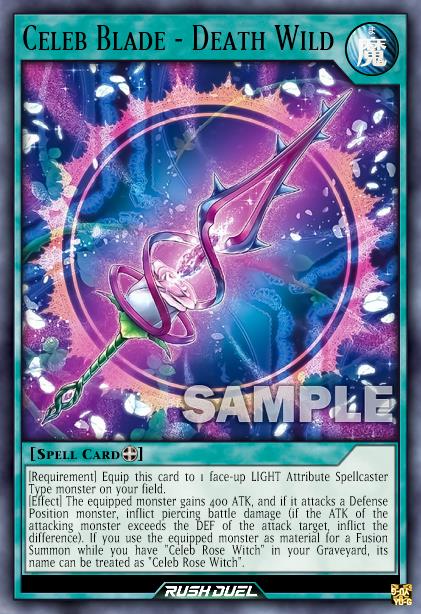 CELEB BLADE - DEATH WILD
ま
魔
SAMPLE
[SPELL CARD]
[Requirement] Equip this card to 1 face-up LIGHT Attribute Spellcaster
Type monster on your field.
[Effect] The equipped monster gains 400 ATK, and if it attacks a Defense
Position monster, inflict piercing battle damage (if the ATK of
the attacking monster exceeds the DEF of the attack target, inflict the
difference). If you use the equipped monster as material for a Fusion
Summon while you have "Celeb Rose Witch" in your Graveyard, its
name can be treated as "Celeb Rose Witch".
RUSH DUEL